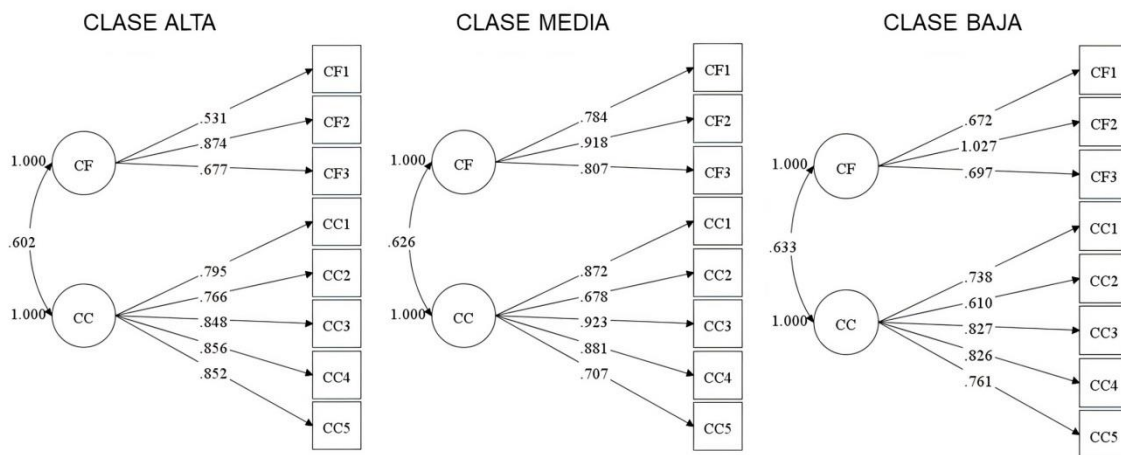 CLASE ALTA
CF1
.531
CF2
.874
1.000
CF
.677
CF3
CC1
.602
.795
CC2
.766
1.000
CC
.848
CC3
.856
.852
CC4
CC5
CLASE MEDIA
CF1
.784
CF2
.918
1.000
CF
.807
CF3
CC1
.626
.872
CC2
.678
1.000
CC
.923
CC3
.881
.707
CC4
CC5
CLASE BAJA
CF1
.672
CF2
1.027
1.000
CF
.697
CF3
CC1
.633
.738
CC2
.610
1.000
CC
.827
CC3
.826
.761
CC4
CC5